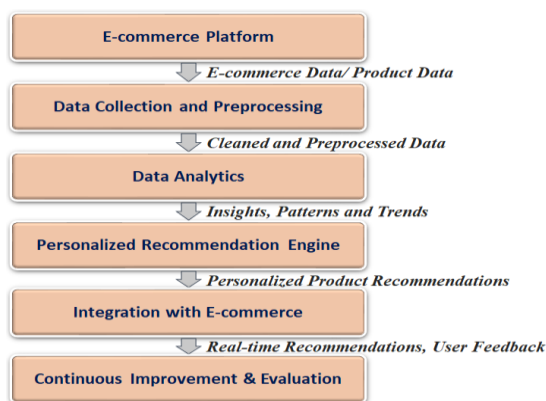 E-commerce Platform
E-commerce Data/ Product Data
Data Collection and Preprocessing
Cleaned and Preprocessed Data
Data Analytics
Insights, Patterns and Trends
Personalized Recommendation Engine
Personalized Product Recommendations
Integration with E-commerce
Real-time Recommendations, User Feedback
Continuous Improvement & Evaluation